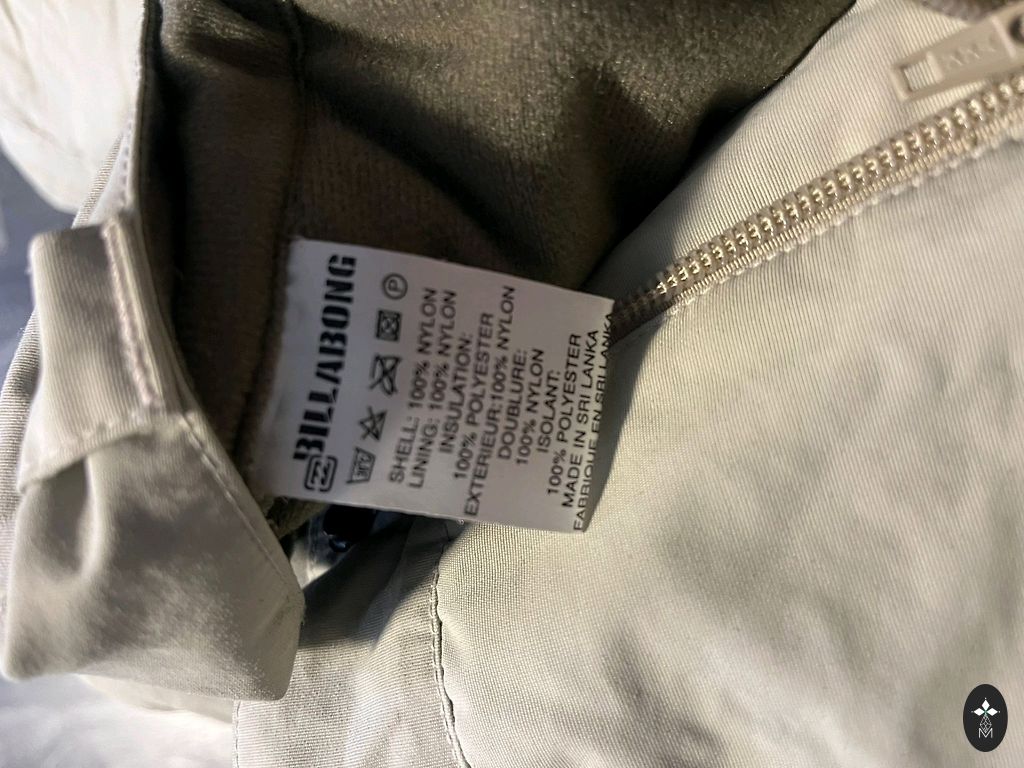 BILLABONG
SHELL: 100% NYLON
LINING: 100% NYLON
INSULATION:
100% POLYESTER
EXTERIEUR:100% NYLON
DOUBLURE:
100% NYLON
ISOLANT:
100% POLYESTER
MADE IN SRI LANKA
FABRIQUE EN SRI LANKA